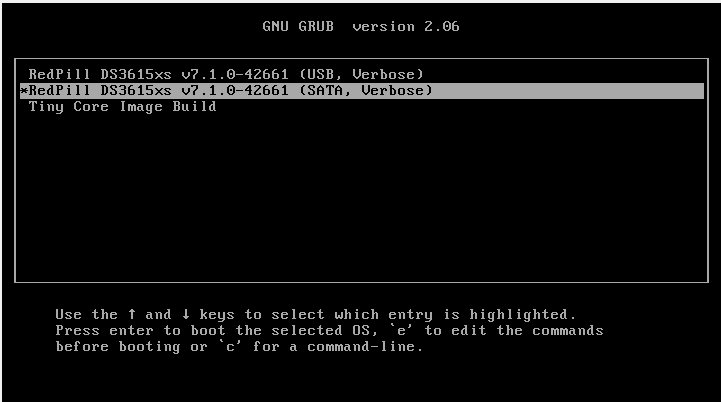 GNU GRUB  version 2.06
RedPill DS3615xs v7.1.0-42661 (USB, Verbose)
*RedPill DS3615xs v7.1.0-42661 (SATA, Verbose)
Tiny Core Image Build
Use the ↑ and ↓ keys to select which entry is highlighted.
Press enter to boot the selected OS, `e' to edit the commands
before booting or `c' for a command-line.